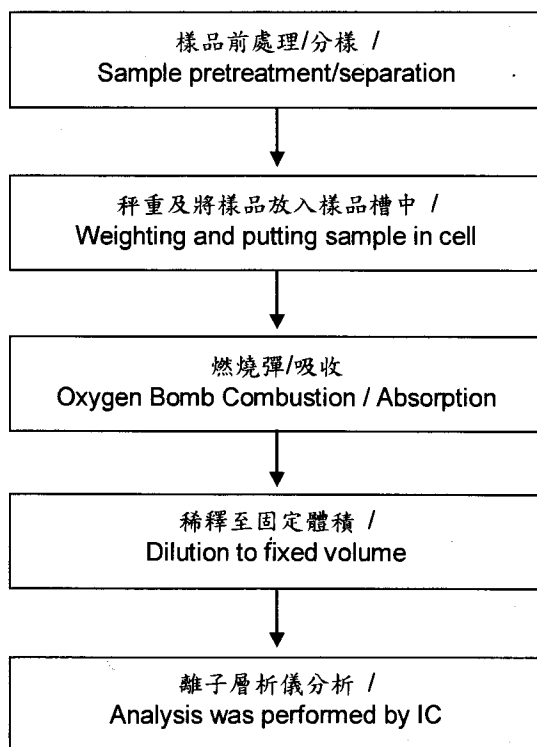 樣品前處理/分樣 /
Sample pretreatment/separation
秤重及將樣品放入樣品槽中 /
Weighting and putting sample in cell
燃燒彈/吸收
Oxygen Bomb Combustion / Absorption
稀釋至固定體積 /
Dilution to fixed volume
離子層析儀分析 /
Analysis was performed by IC